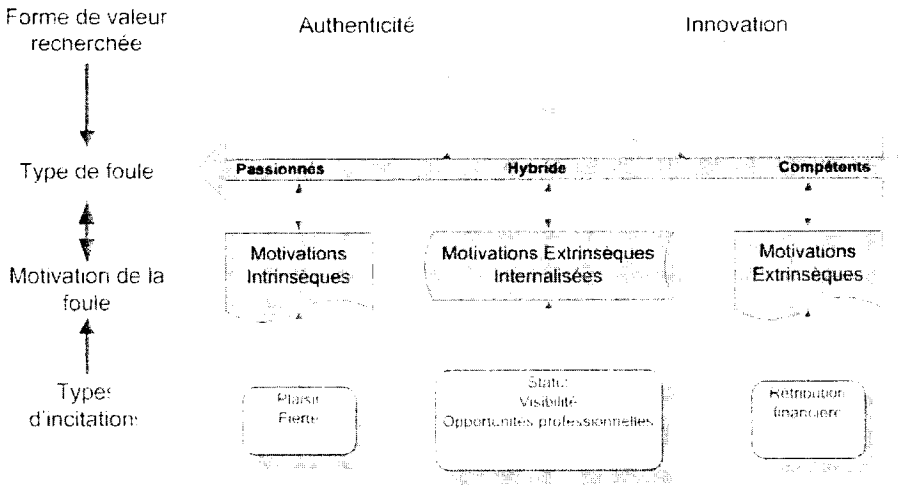 Forme de valeur
recherchée
Authenticité
Innovation
Type de foule
Passionnés
Hybride
Compétents
Motivation de la
foule
Motivations
Intrinsèques
Motivations Extrinsèques
Internalisées
Motivations
Extrinsèques
Types
d'incitations
Plaisir
Fierte
Statut
Visibilité
Opportunités professionnelles
Rétribution
financière